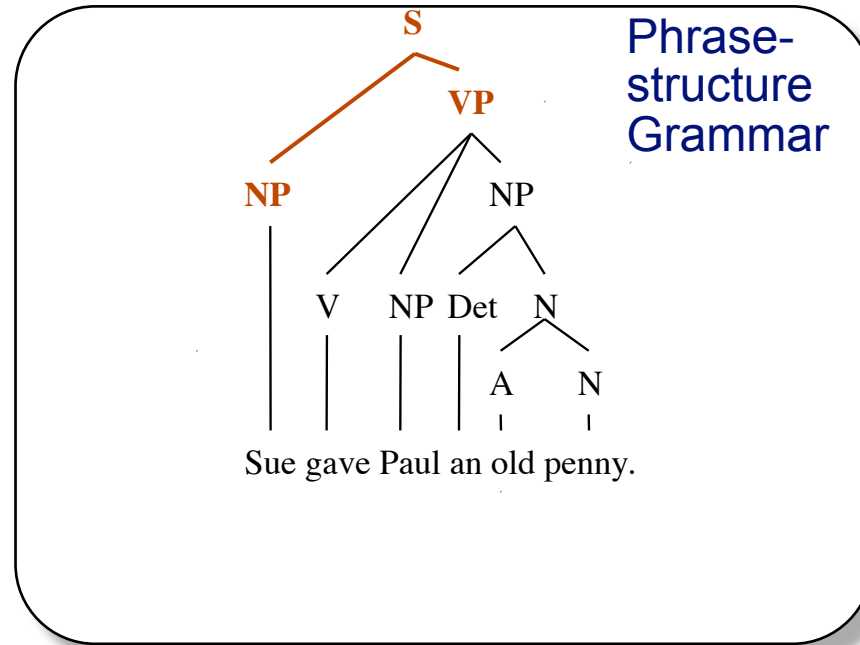 S
Phrase-
structure
Grammar
VP
NP NP
V NP Det N
A N
Sue gave Paul an old penny.